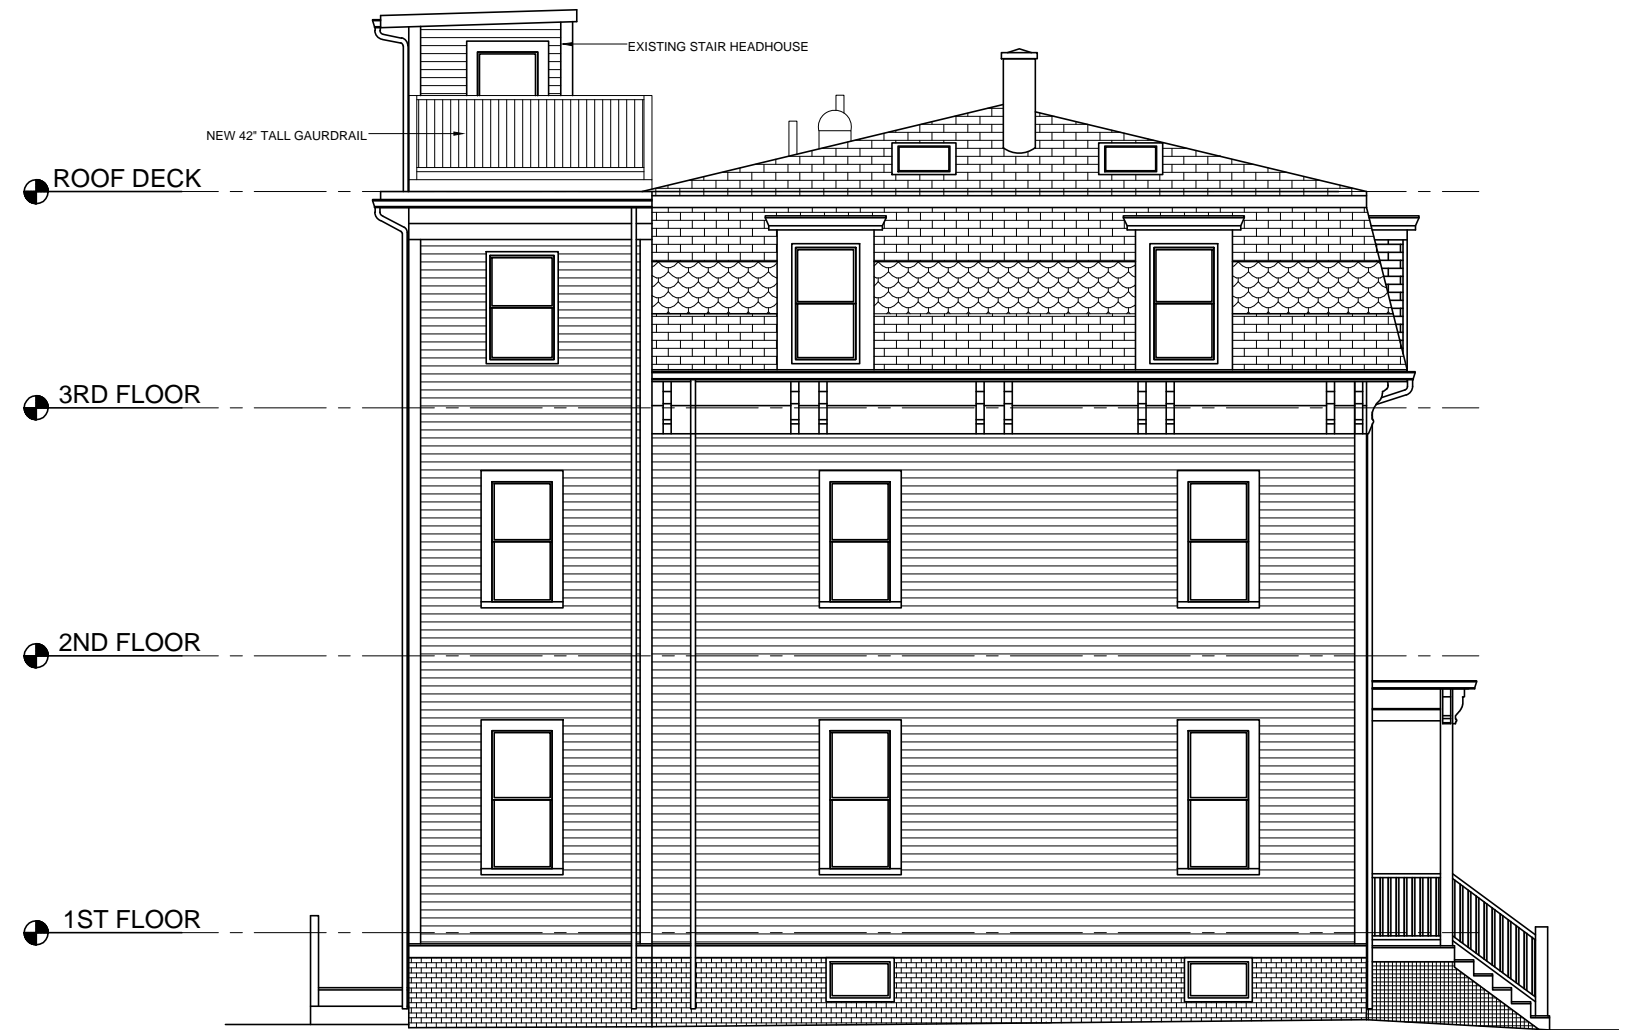 EXISTING STAIR HEADHOUSE
NEW 42" TALL GAURDRAIL
ROOF DECK
3RD FLOOR
2ND FLOOR
1ST FLOOR